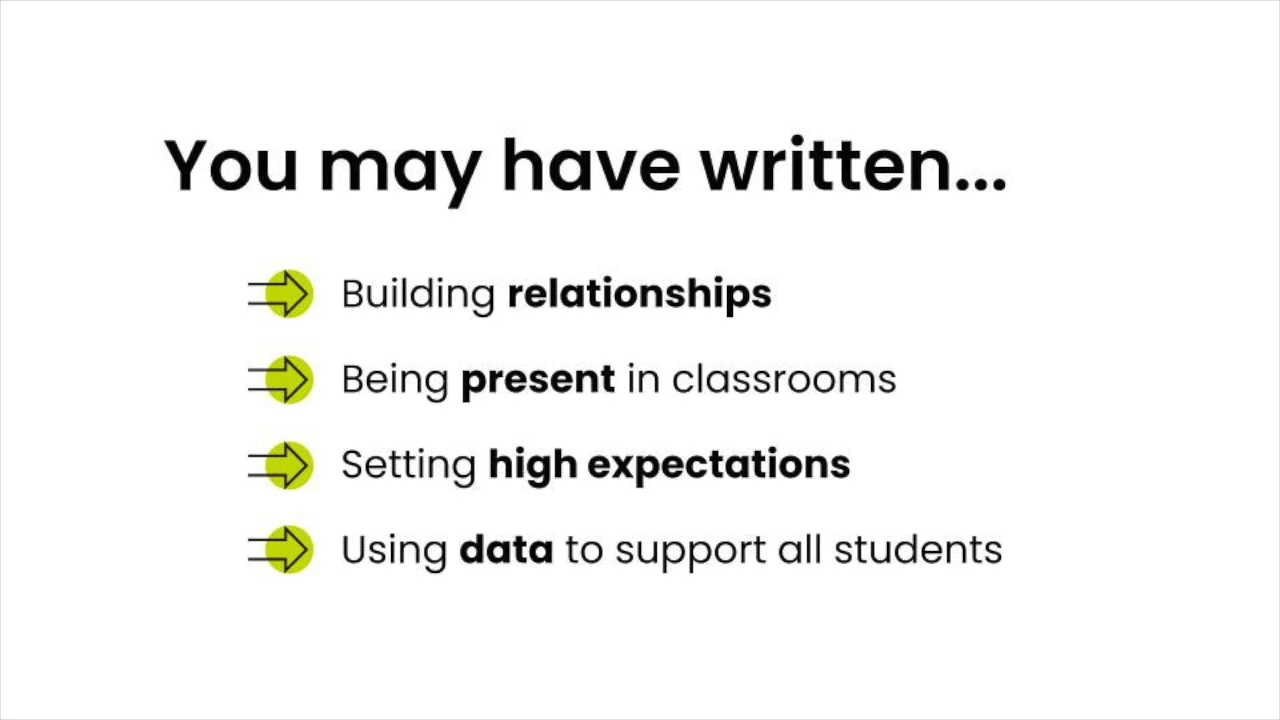 You may have written...
Building relationships
Being present in classrooms
Setting high expectations
Using data to support all students